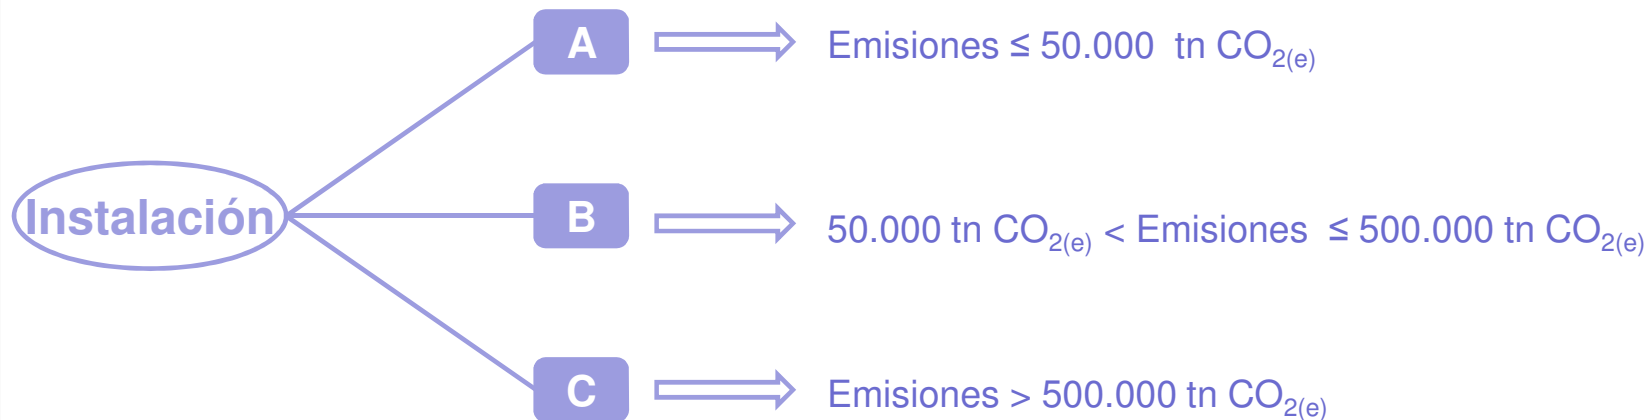 A
Emisiones ≤ 50.000 tn CO₂₍ₑ₎
Instalación
B
50.000 tn CO₂₍ₑ₎ < Emisiones ≤ 500.000 tn CO₂₍ₑ₎
C
Emisiones > 500.000 tn CO₂₍ₑ₎